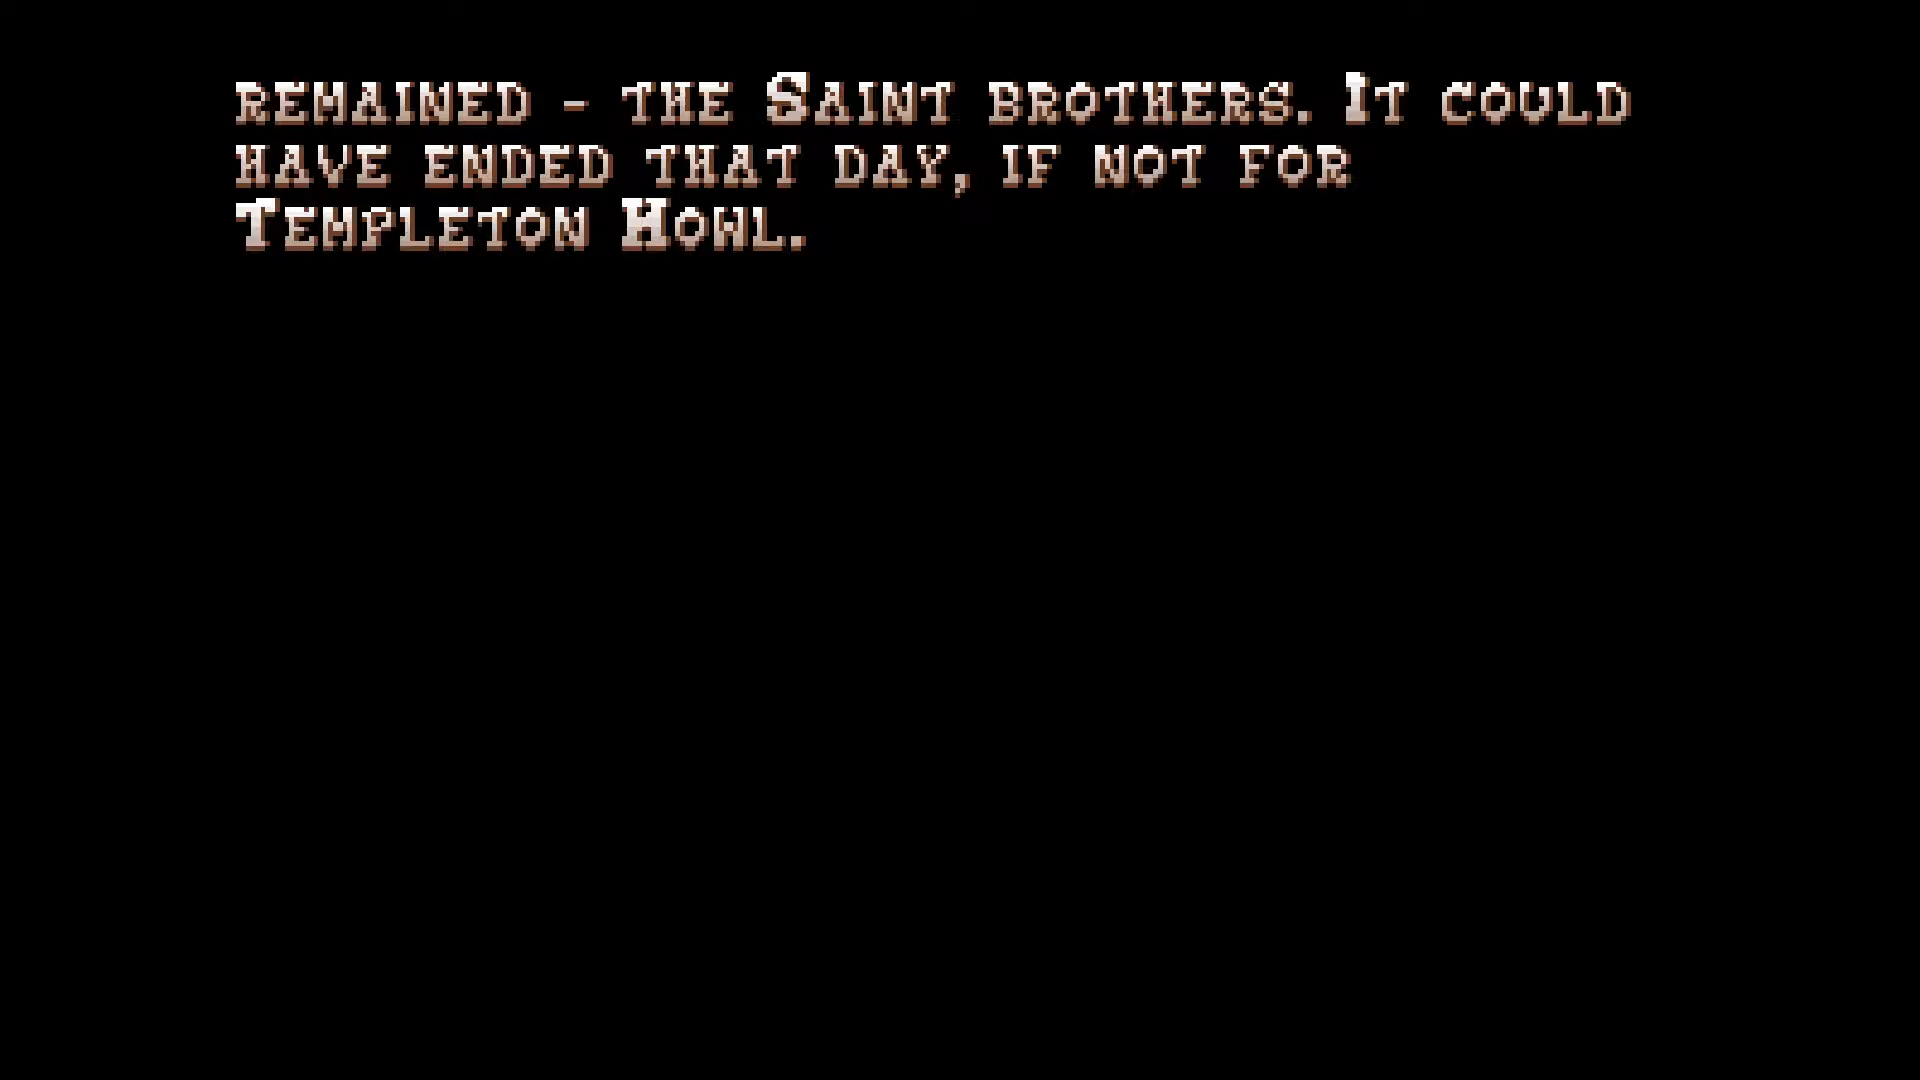 remained - the Saint brothers. It could
have ended that day, if not for
Templeton Howl.